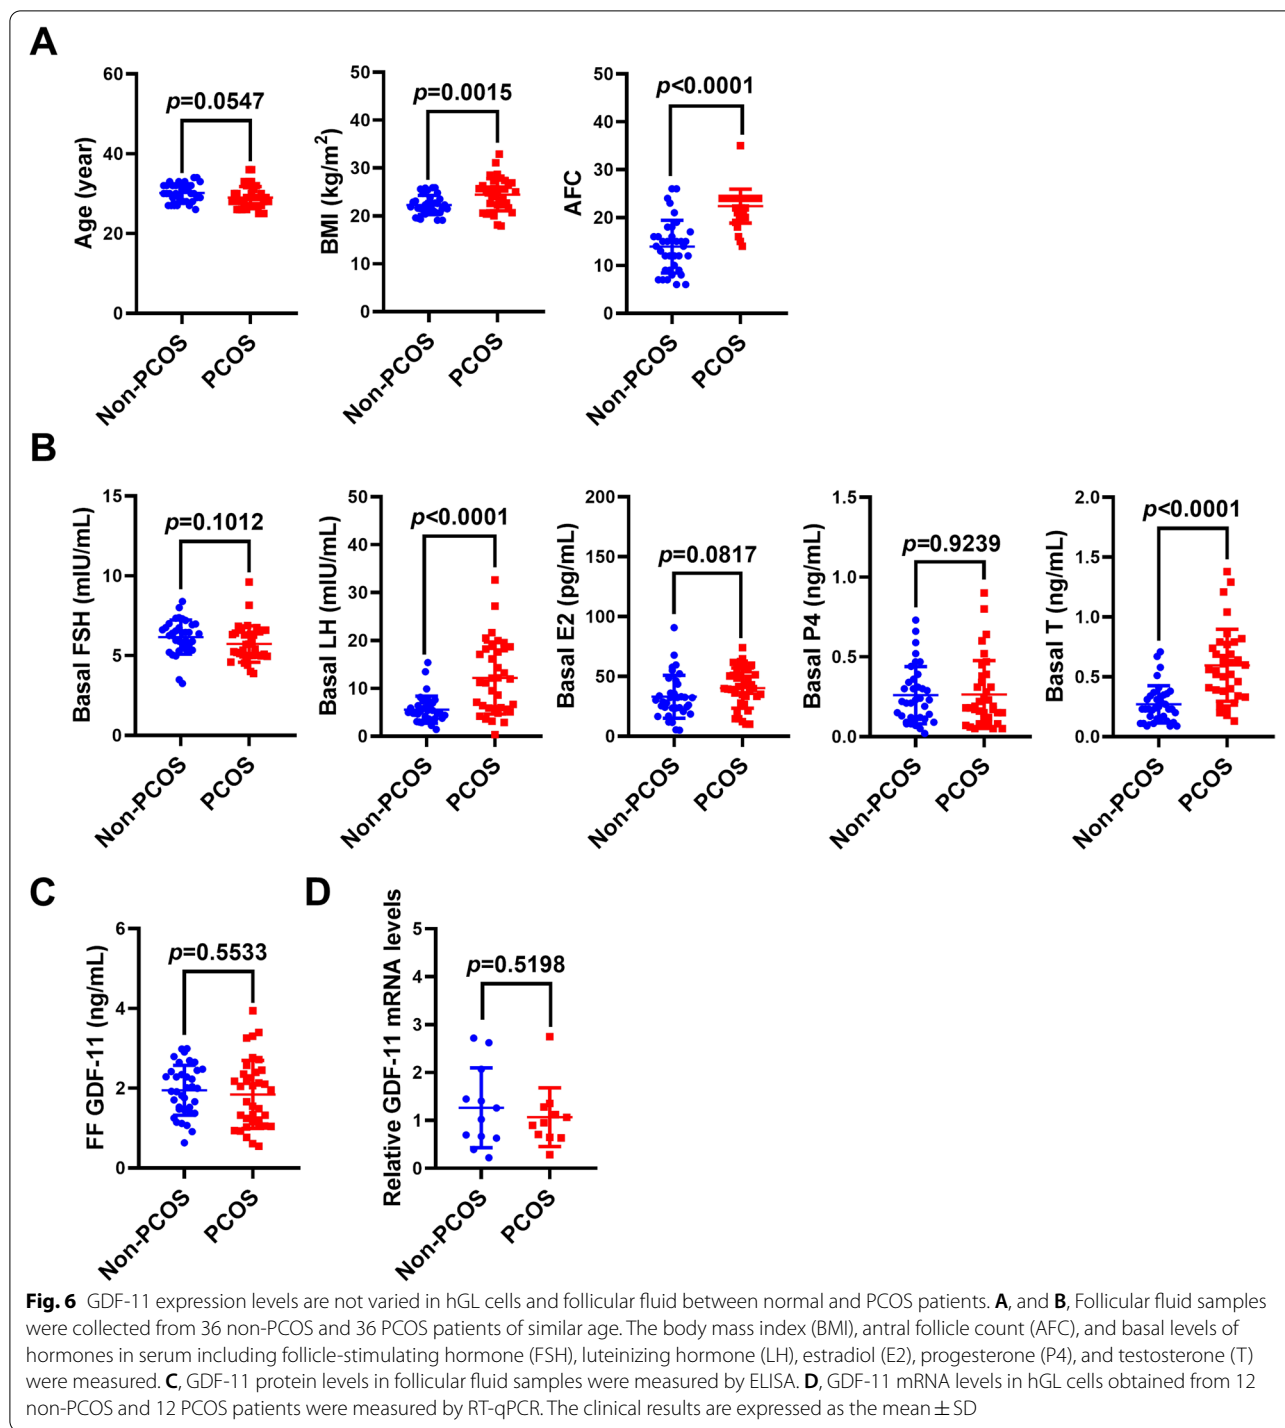 A
p=0.0547
60
40
20
0
Age (year)
Non-PCOS
PCOS
p=0.0015
50
40
30
20
10
0
BMI (kg/m²)
Non-PCOS
PCOS
p<0.0001
50
40
30
20
10
0
AFC
Non-PCOS
PCOS
B
p=0.1012
15
10
5
0
Basal FSH (mIU/mL)
Non-PCOS
PCOS
p<0.0001
50
40
30
20
10
0
Basal LH (mIU/mL)
Non-PCOS
PCOS
p=0.0817
200
150
100
50
0
Basal E2 (pg/mL)
Non-PCOS
PCOS
p=0.9239
1.5
1.0
0.5
0.0
Basal P4 (ng/mL)
Non-PCOS
PCOS
p<0.0001
2.0
1.5
1.0
0.5
0.0
Basal T (ng/mL)
Non-PCOS
PCOS
C
p=0.5533
6
4
2
0
FF GDF-11 (ng/mL)
Non-PCOS
PCOS
D
p=0.5198
5
4
3
2
1
0
Relative GDF-11 mRNA levels
Non-PCOS
PCOS
Fig. 6 GDF-11 expression levels are not varied in hGL cells and follicular fluid between normal and PCOS patients. A, and B, Follicular fluid samples
were collected from 36 non-PCOS and 36 PCOS patients of similar age. The body mass index (BMI), antral follicle count (AFC), and basal levels of
hormones in serum including follicle-stimulating hormone (FSH), luteinizing hormone (LH), estradiol (E2), progesterone (P4), and testosterone (T)
were measured. C, GDF-11 protein levels in follicular fluid samples were measured by ELISA. D, GDF-11 mRNA levels in hGL cells obtained from 12
non-PCOS and 12 PCOS patients were measured by RT-qPCR. The clinical results are expressed as the mean ± SD